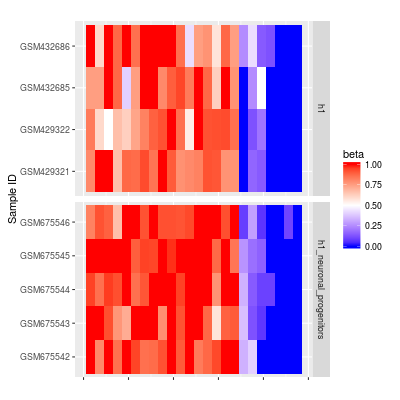 Sample ID
GSM432686
GSM432685
GSM429322
GSM429321
h1
GSM675546
GSM675545
GSM675544
GSM675543
GSM675542
h1_neuronal_progenitors
beta
1.00
0.75
0.50
0.25
0.00